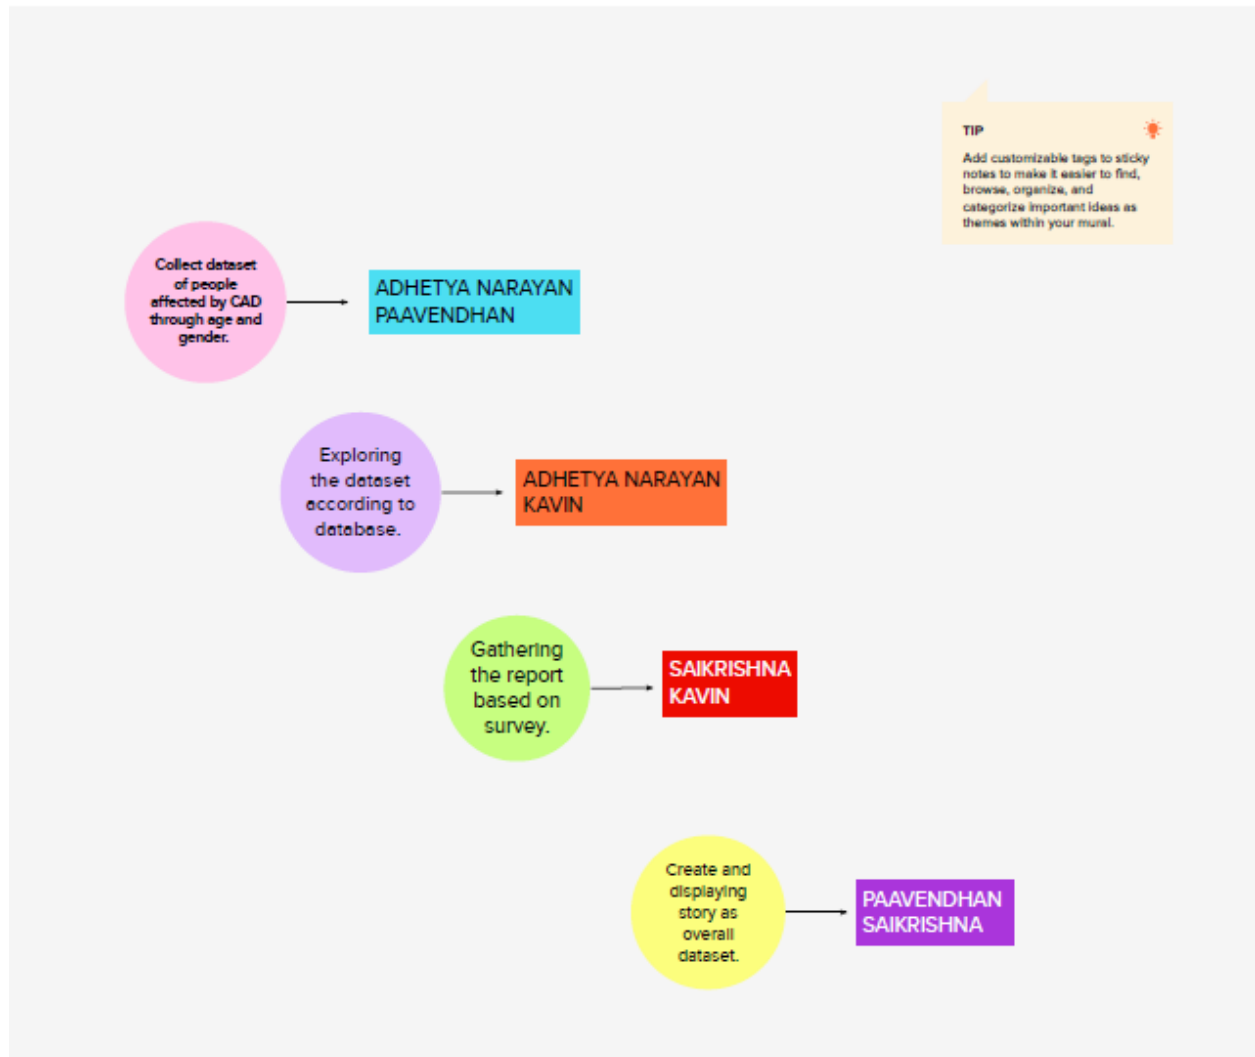 TIP
Add customizable tags to sticky
notes to make it easier to find,
browse, organize, and
categorize important ideas as
themes within your mural.
Collect dataset
of people
affected by CAD
through age and
gender.
ADHETYA NARAYAN
PAAVENDHAN
Exploring
the dataset
according to
database.
ADHETYA NARAYAN
KAVIN
Gathering
the report
based on
survey.
SAIKRISHNA
KAVIN
Create and
displaying
story as
overall
dataset.
PAAVENDHAN
SAIKRISHNA